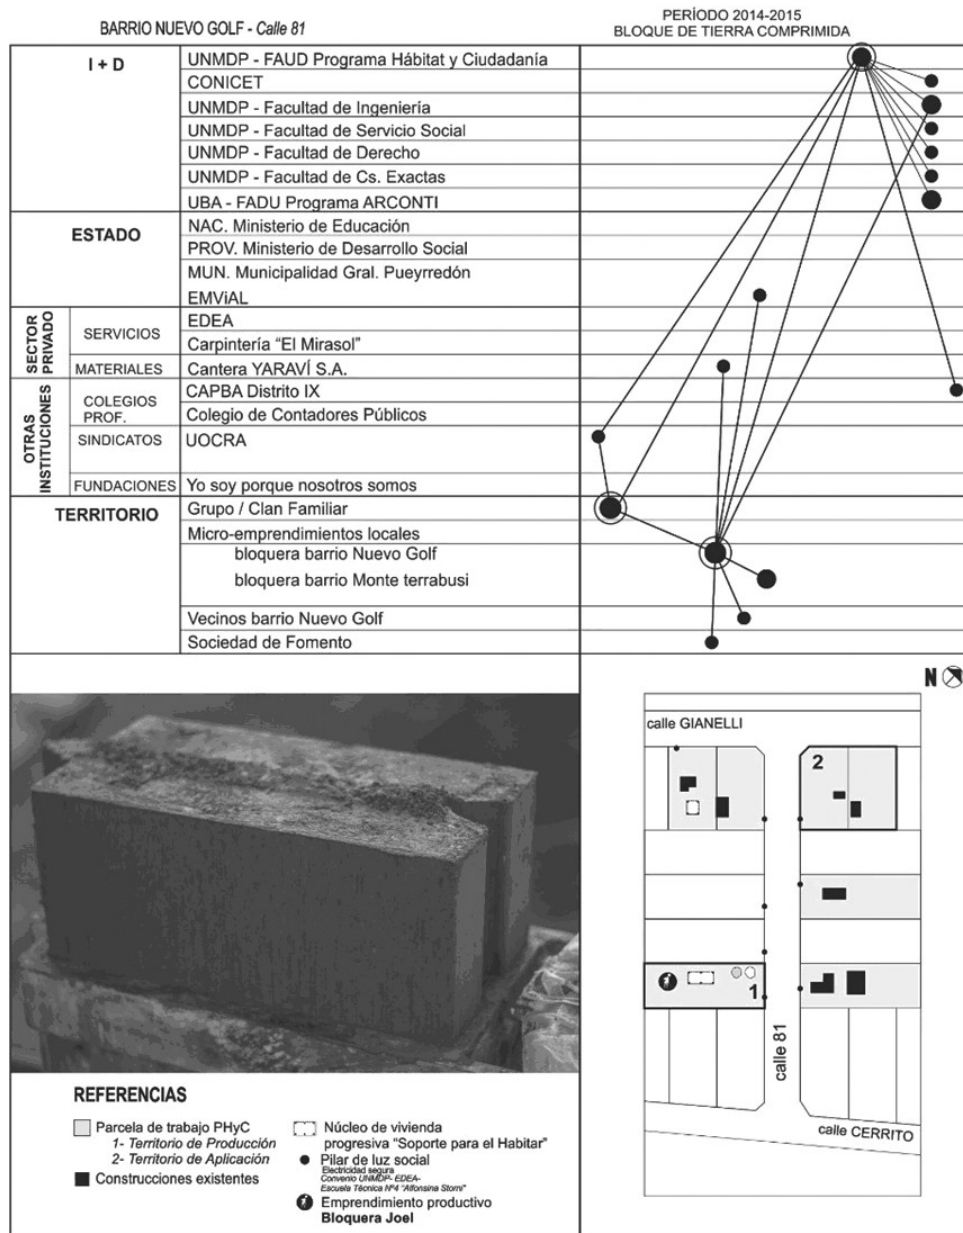 BARRIO NUEVO GOLF - Calle 81
PERÍODO 2014-2015
BLOQUE DE TIERRA COMPRIMIDA
I + D
UNMDP - FAUD Programa Hábitat y Ciudadanía
CONICET
UNMDP - Facultad de Ingeniería
UNMDP - Facultad de Servicio Social
UNMDP - Facultad de Derecho
UNMDP - Facultad de Cs. Exactas
UBA - FADU Programa ARCONTI
ESTADO
NAC. Ministerio de Educación
PROV. Ministerio de Desarrollo Social
MUN. Municipalidad Gral. Pueyrredón
EMViAL
SECTOR
PRIVADO
SERVICIOS
EDEA
Carpintería "El Mirasol"
MATERIALES
Cantera YARAVÍ S.A.
OTRAS
INSTITUCIONES
COLEGIOS
PROF.
CAPBA Distrito IX
Colegio de Contadores Públicos
SINDICATOS
UOCRA
FUNDACIONES
Yo soy porque nosotros somos
TERRITORIO
Grupo / Clan Familiar
Micro-emprendimientos locales
bloquera barrio Nuevo Golf
bloquera barrio Monte terrabusi
Vecinos barrio Nuevo Golf
Sociedad de Fomento
N
calle GIANELLI
2
1
calle 81
calle CERRITO
REFERENCIAS
Parcela de trabajo PHyC
1- Territorio de Producción
2- Territorio de Aplicación
Construcciones existentes
Núcleo de vivienda
progresiva "Soporte para el Habitar"
Pilar de luz social
Electricidad segura
Convenio UNMDP- EDEA-
Escuela Técnica Nº4 "Alfonsina Storni"
Emprendimiento productivo
Bloquera Joel